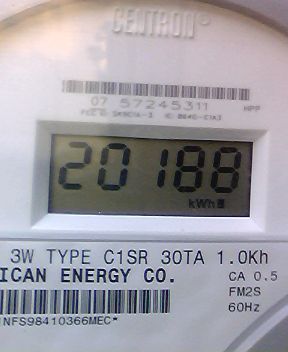 CENTRON®
07 57245311 HPP
20188
kWh
3W TYPE C1SR 30TA 1.0Kh
ICAN ENERGY CO. CA 0.5
FM2S
NFS98410366MEC* 60Hz